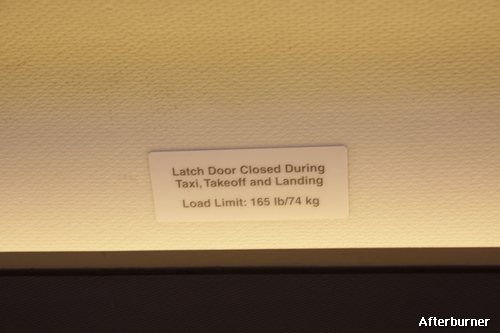 Latch Door Closed During
Taxi, Takeoff and Landing
Load Limit: 165 lb/74 kg
Afterburner